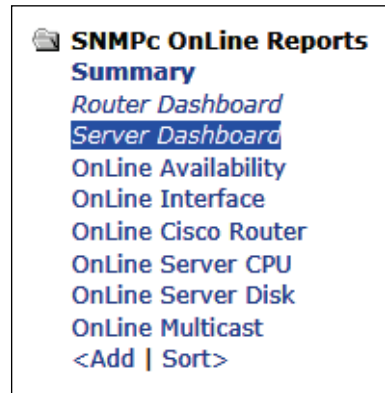 SNMPc OnLine Reports
Summary
Router Dashboard
Server Dashboard
OnLine Availability
OnLine Interface
OnLine Cisco Router
OnLine Server CPU
OnLine Server Disk
OnLine Multicast
<Add | Sort>